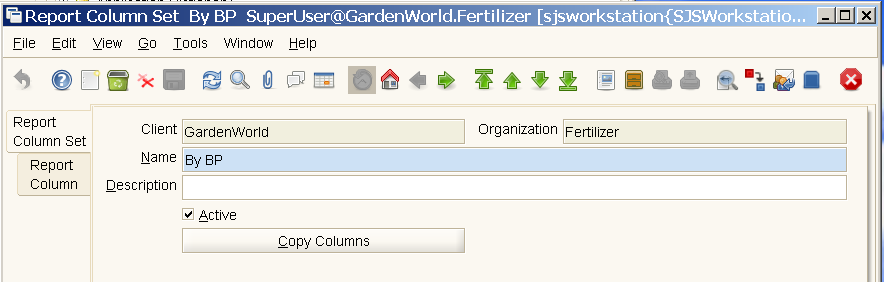 Report Column Set By BP SuperUser@GardenWorld.Fertilizer [sjsworkstation{SJSWorkstatio...
File Edit View Go Tools Window Help
Report
Column Set
Report
Column
Client GardenWorld Organization Fertilizer
Name By BP
Description
Active
Copy Columns